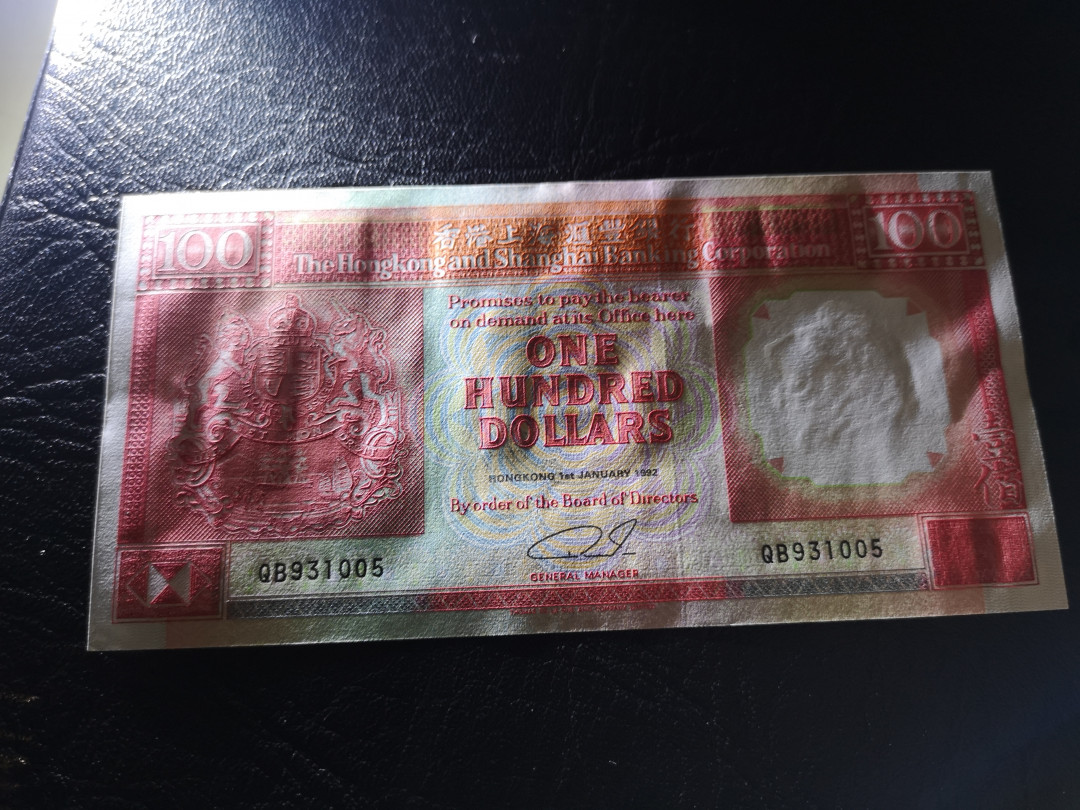 100
香港上海滙豐銀行
100
The Hongkong and Shanghai Banking Corporation
Promises to pay the bearer
on demand at its Office here
ONE
HUNDRED
DOLLARS
HONGKONG 1st JANUARY 1992
By order of the Board of Directors
GENERAL MANAGER
QB931005
QB931005